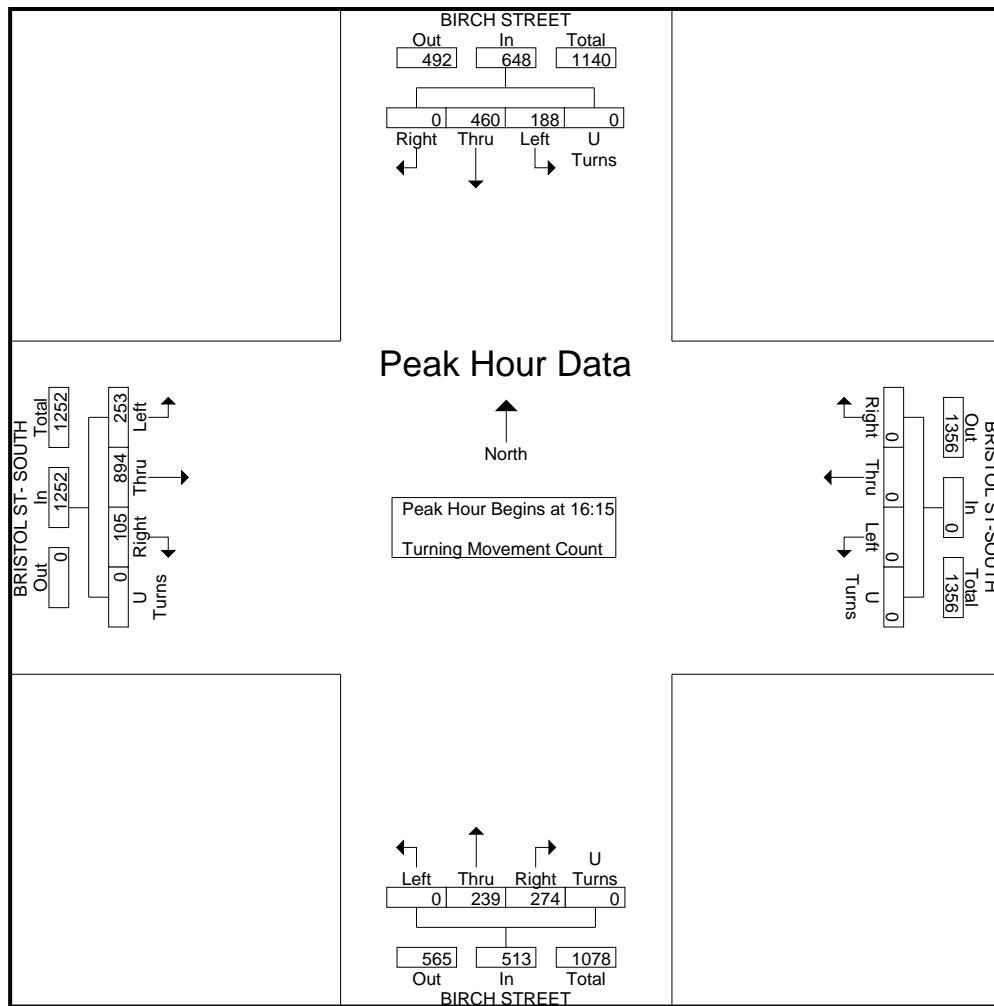 BIRCH STREET
Out In Total
492 648 1140
0 460 188 0
Right Thru Left U
Turns
Peak Hour Data
North
Peak Hour Begins at 16:15
Turning Movement Count
BRISTOL ST- SOUTH
Total In Out
1252 1252 0
253 894 105 0
Left Thru Right U
Turns
BRISTOL ST-SOUTH
Out In Total
1356 0 1356
0 0 0 0
Right Thru Left U
Turns
U
Left Thru Right Turns
0 239 274 0
565 513 1078
Out In Total
BIRCH STREET